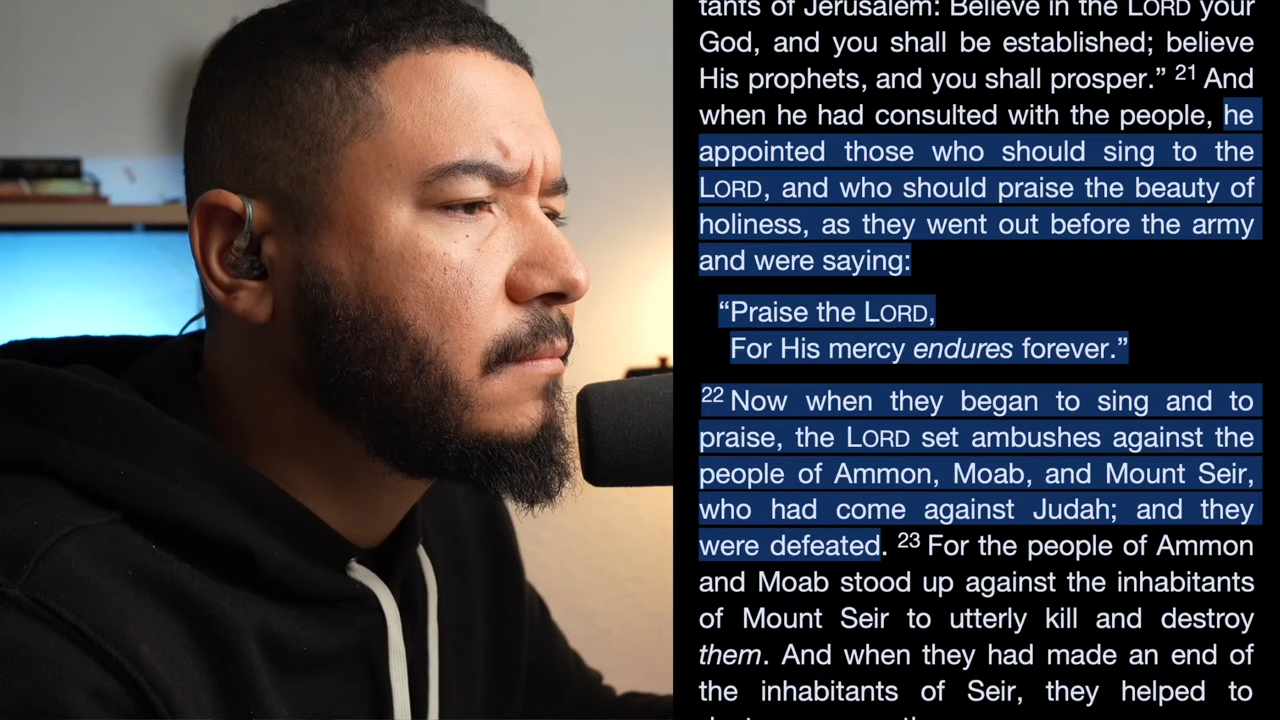 tants of Jerusalem: Believe in the LORD your
God, and you shall be established; believe
His prophets, and you shall prosper.” 21 And
when he had consulted with the people, he
appointed those who should sing to the
LORD, and who should praise the beauty of
holiness, as they went out before the army
and were saying:
“Praise the LORD,
For His mercy endures forever.”
22 Now when they began to sing and to
praise, the LORD set ambushes against the
people of Ammon, Moab, and Mount Seir,
who had come against Judah; and they
were defeated. 23 For the people of Ammon
and Moab stood up against the inhabitants
of Mount Seir to utterly kill and destroy
them. And when they had made an end of
the inhabitants of Seir, they helped to